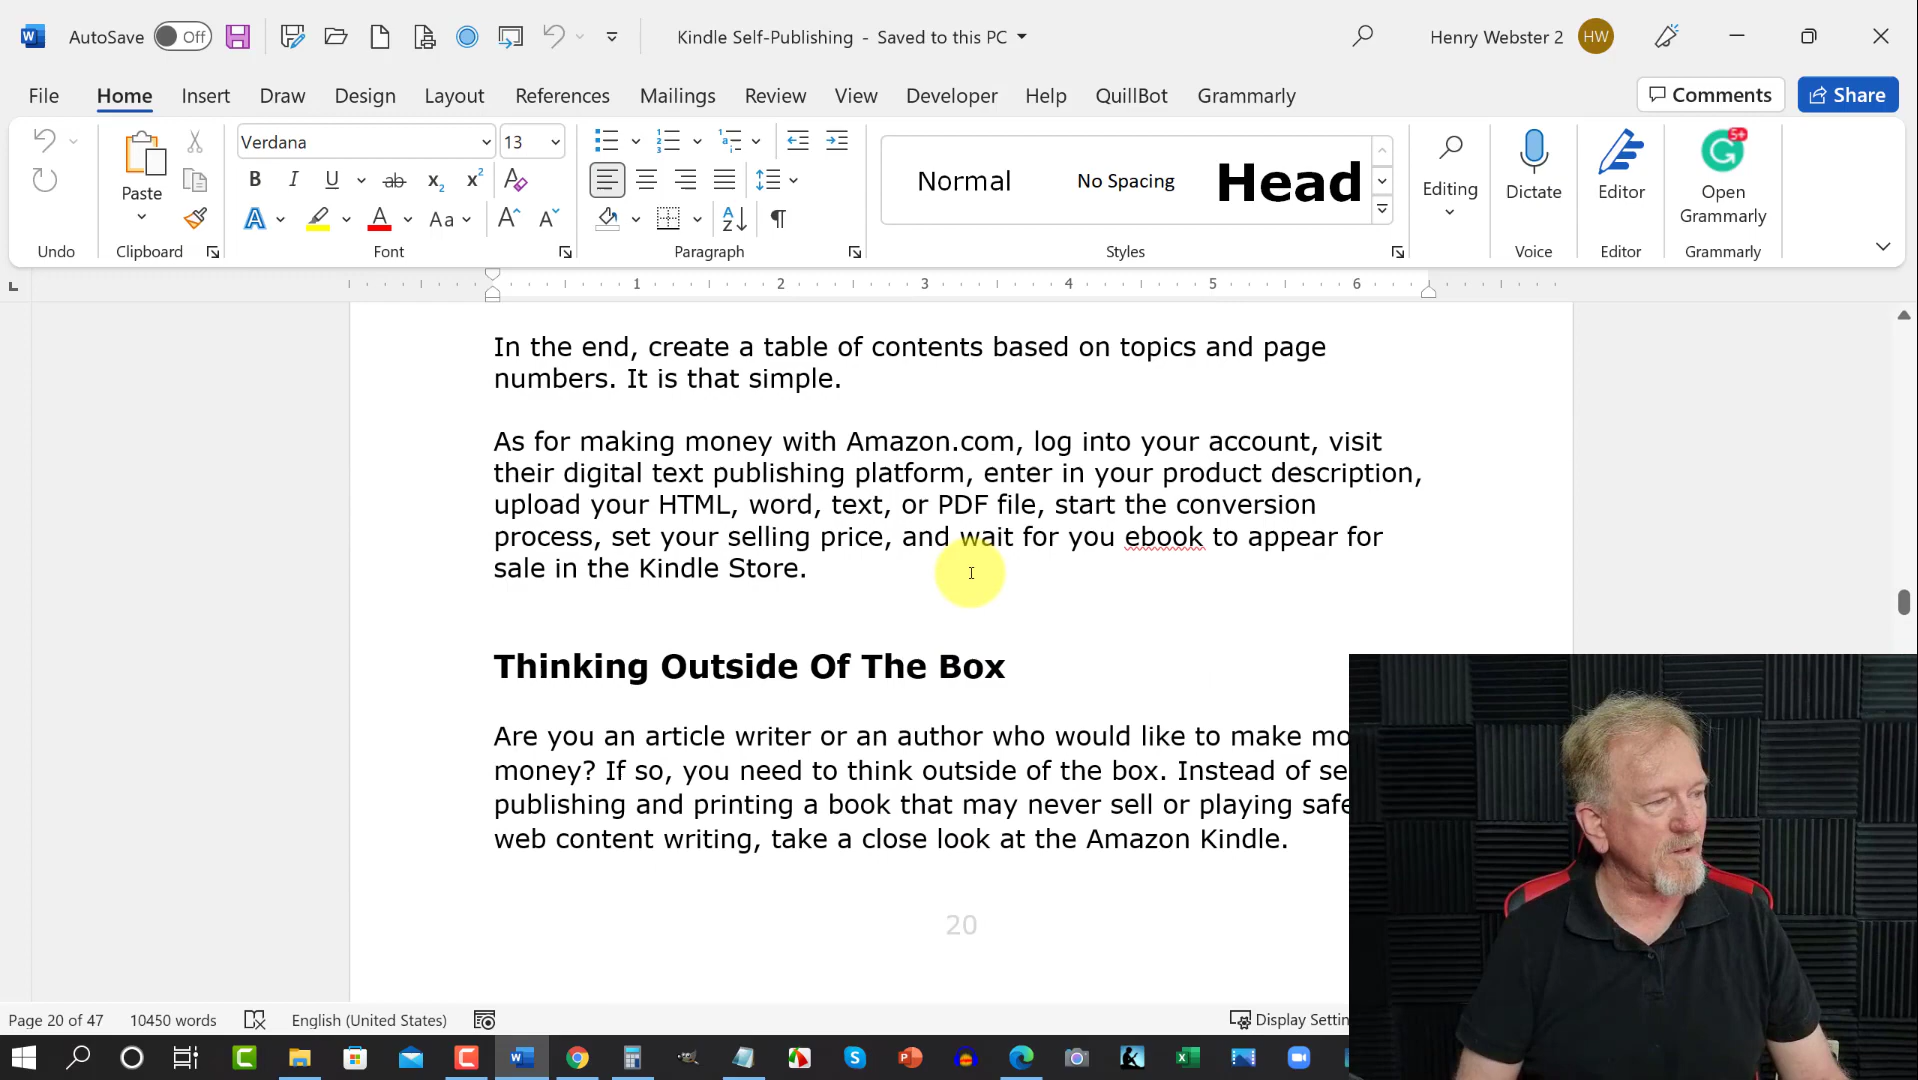 AutoSave Off Kindle Self-Publishing - Saved to this PC Henry Webster 2 HW
File Home Insert Draw Design Layout References Mailings Review View Developer Help QuillBot Grammarly Comments Share
Verdana 13
Paste
Normal No Spacing Head
Editing Dictate Editor Open Grammarly
5+
Undo Clipboard Font Paragraph Styles Voice Editor Grammarly
1 2 3 4 5 6
In the end, create a table of contents based on topics and page
numbers. It is that simple.
As for making money with Amazon.com, log into your account, visit
their digital text publishing platform, enter in your product description,
upload your HTML, word, text, or PDF file, start the conversion
process, set your selling price, and wait for you ebook to appear for
sale in the Kindle Store.
Thinking Outside Of The Box
Are you an article writer or an author who would like to make mo
money? If so, you need to think outside of the box. Instead of se
publishing and printing a book that may never sell or playing safe
web content writing, take a close look at the Amazon Kindle.
20
Page 20 of 47 10450 words English (United States) Display Settin